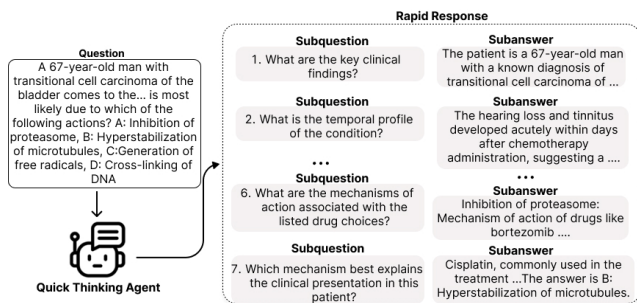 Rapid Response
Question
A 67-year-old man with
transitional cell carcinoma of the
bladder comes to the... is most
likely due to which of the
following actions? A: Inhibition of
proteasome, B: Hyperstabilization
of microtubules, C:Generation of
free radicals, D: Cross-linking of
DNA
Quick Thinking Agent
Subquestion
1. What are the key clinical
findings?
Subanswer
The patient is a 67-year-old man
with a known diagnosis of
transitional cell carcinoma of ...
Subquestion
2. What is the temporal profile
of the condition?
Subanswer
The hearing loss and tinnitus
developed acutely within days
after chemotherapy
administration, suggesting a ....
...
...
Subquestion
6. What are the mechanisms of
action associated with the
listed drug choices?
Subanswer
Inhibition of proteasome:
Mechanism of action of drugs like
bortezomib ....
Subquestion
7. Which mechanism best explains
the clinical presentation in this
patient?
Subanswer
Cisplatin, commonly used in the
treatment ...The answer is B:
Hyperstabilization of microtubules.